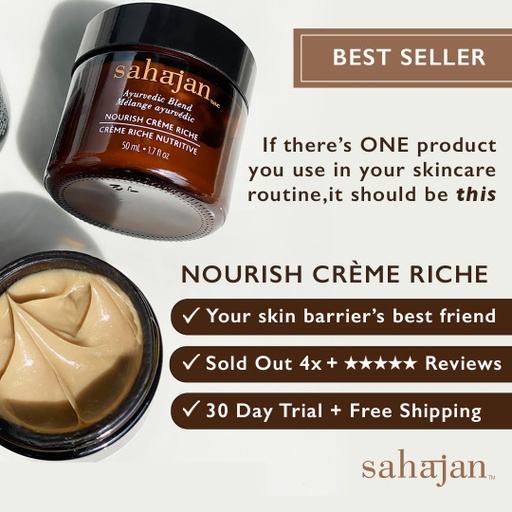 BEST SELLER
sahajan
Ayurvedic Blend
Mélange ayurvédic
NOURISH CRÈME RICHE
CRÈME RICHE NUTRITIVE
50 mL • 1.7 fl oz
If there's ONE product
you use in your skincare
routine,it should be this
NOURISH CRÈME RICHE
✓ Your skin barrier's best friend
✓ Sold Out 4x + ★★★★★ Reviews
✓ 30 Day Trial + Free Shipping
sahajan™